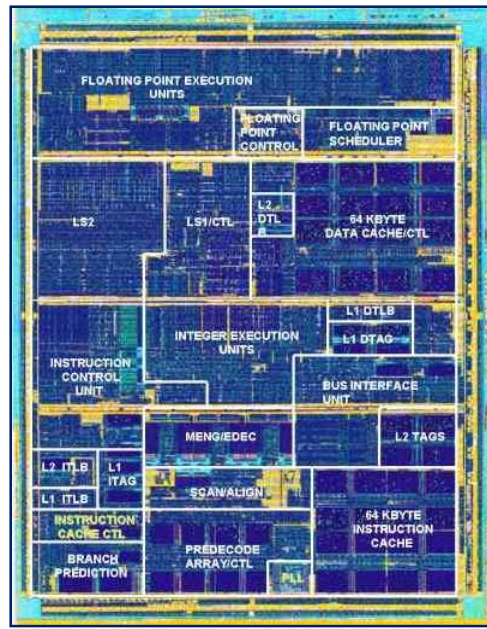 FLOATING POINT EXECUTION
UNITS
FLOATING
POINT
CONTROL
FLOATING POINT
SCHEDULER
LS2
LS1/CTL
L2
DTL
B
64 KBYTE
DATA CACHE/CTL
L1 DTLB
L1 DTAG
INTEGER EXECUTION
UNITS
INSTRUCTION
CONTROL
UNIT
BUS INTERFACE
UNIT
MENG/EDEC
L2 TAGS
L2 ITLB
L1
ITAG
L1 ITLB
SCAN/ALIGN
INSTRUCTION
CACHE CTL
64 KBYTE
INSTRUCTION
CACHE
BRANCH
PREDICTION
PREDECODE
ARRAY/CTL
PLL